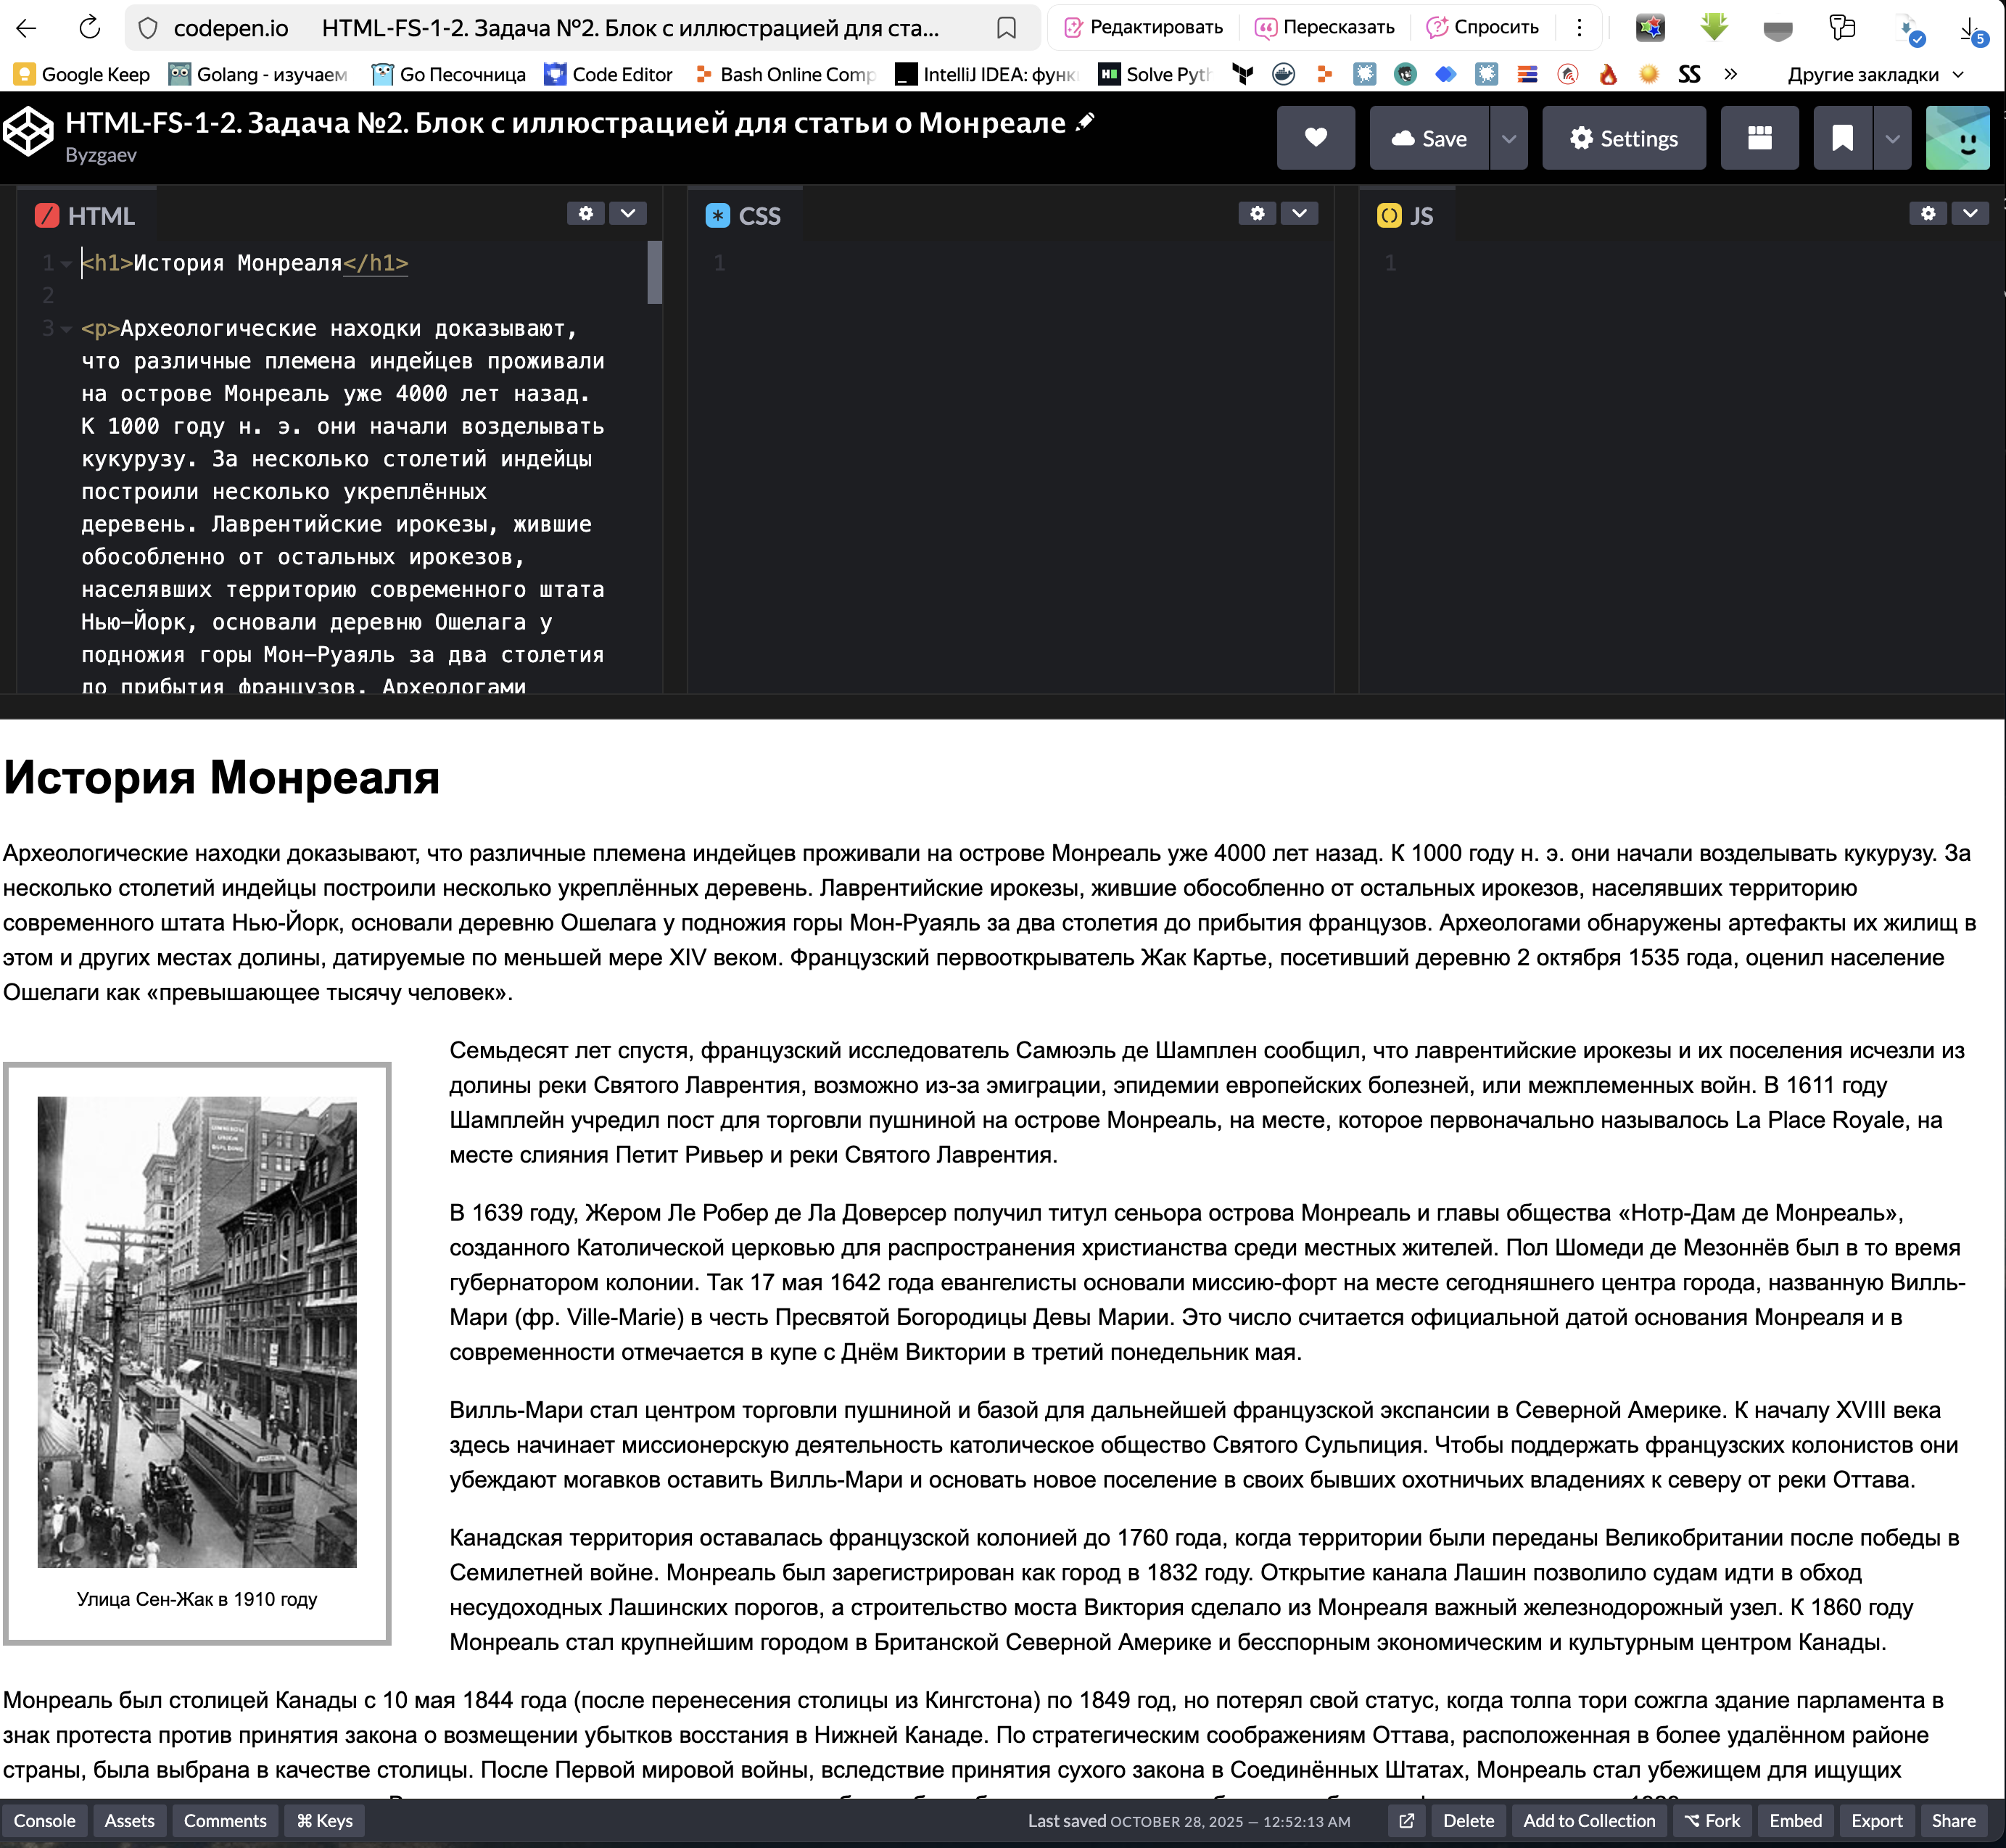 codepen.io HTML-FS-1-2. Задача №2. Блок с иллюстрацией для ста...
Редактировать Пересказать Спросить
5
Google Keep Golang - изучаем Go Песочница Code Editor Bash Online Comp IntelliJ IDEA: функ Solve Pyth SS » Другие закладки
HTML-FS-1-2. Задача №2. Блок с иллюстрацией для статьи о Монреале
Byzgaev
Save Settings
HTML
1 <h1>История Монреаля</h1>
2
3 <p>Археологические находки доказывают,
что различные племена индейцев проживали
на острове Монреаль уже 4000 лет назад.
К 1000 году н. э. они начали возделывать
кукурузу. За несколько столетий индейцы
построили несколько укреплённых
деревень. Лаврентийские ирокезы, жившие
обособленно от остальных ирокезов,
населявших территорию современного штата
Нью-Йорк, основали деревню Ошелага у
подножия горы Мон-Руаяль за два столетия
до прибытия французов. Археологами
CSS
1
JS
1
История Монреаля
Археологические находки доказывают, что различные племена индейцев проживали на острове Монреаль уже 4000 лет назад. К 1000 году н. э. они начали возделывать кукурузу. За
несколько столетий индейцы построили несколько укреплённых деревень. Лаврентийские ирокезы, жившие обособленно от остальных ирокезов, населявших территорию
современного штата Нью-Йорк, основали деревню Ошелага у подножия горы Мон-Руаяль за два столетия до прибытия французов. Археологами обнаружены артефакты их жилищ в
этом и других местах долины, датируемые по меньшей мере XIV веком. Французский первооткрыватель Жак Картье, посетивший деревню 2 октября 1535 года, оценил население
Ошелаги как «превышающее тысячу человек».
COMMERCIAL
UNION
BUILDING
Улица Сен-Жак в 1910 году
Семьдесят лет спустя, французский исследователь Самюэль де Шамплен сообщил, что лаврентийские ирокезы и их поселения исчезли из
долины реки Святого Лаврентия, возможно из-за эмиграции, эпидемии европейских болезней, или межплеменных войн. В 1611 году
Шамплейн учредил пост для торговли пушниной на острове Монреаль, на месте, которое первоначально называлось La Place Royale, на
месте слияния Петит Ривьер и реки Святого Лаврентия.
В 1639 году, Жером Ле Робер де Ла Доверсер получил титул сеньора острова Монреаль и главы общества «Нотр-Дам де Монреаль»,
созданного Католической церковью для распространения христианства среди местных жителей. Пол Шомеди де Мезоннёв был в то время
губернатором колонии. Так 17 мая 1642 года евангелисты основали миссию-форт на месте сегодняшнего центра города, названную Вилль-
Мари (фр. Ville-Marie) в честь Пресвятой Богородицы Девы Марии. Это число считается официальной датой основания Монреаля и в
современности отмечается в купе с Днём Виктории в третий понедельник мая.
Вилль-Мари стал центром торговли пушниной и базой для дальнейшей французской экспансии в Северной Америке. К началу XVIII века
здесь начинает миссионерскую деятельность католическое общество Святого Сульпиция. Чтобы поддержать французских колонистов они
убеждают могавков оставить Вилль-Мари и основать новое поселение в своих бывших охотничьих владениях к северу от реки Оттава.
Канадская территория оставалась французской колонией до 1760 года, когда территории были переданы Великобритании после победы в
Семилетней войне. Монреаль был зарегистрирован как город в 1832 году. Открытие канала Лашин позволило судам идти в обход
несудоходных Лашинских порогов, а строительство моста Виктория сделало из Монреаля важный железнодорожный узел. К 1860 году
Монреаль стал крупнейшим городом в Британской Северной Америке и бесспорным экономическим и культурным центром Канады.
Монреаль был столицей Канады с 10 мая 1844 года (после перенесения столицы из Кингстона) по 1849 год, но потерял свой статус, когда толпа тори сожгла здание парламента в
знак протеста против принятия закона о возмещении убытков восстания в Нижней Канаде. По стратегическим соображениям Оттава, расположенная в более удалённом районе
страны, была выбрана в качестве столицы. После Первой мировой войны, вследствие принятия сухого закона в Соединённых Штатах, Монреаль стал убежищем для ищущих
Console Assets Comments ⌘ Keys Last saved OCTOBER 28, 2025 — 12:52:13 AM Delete Add to Collection Fork Embed Export Share